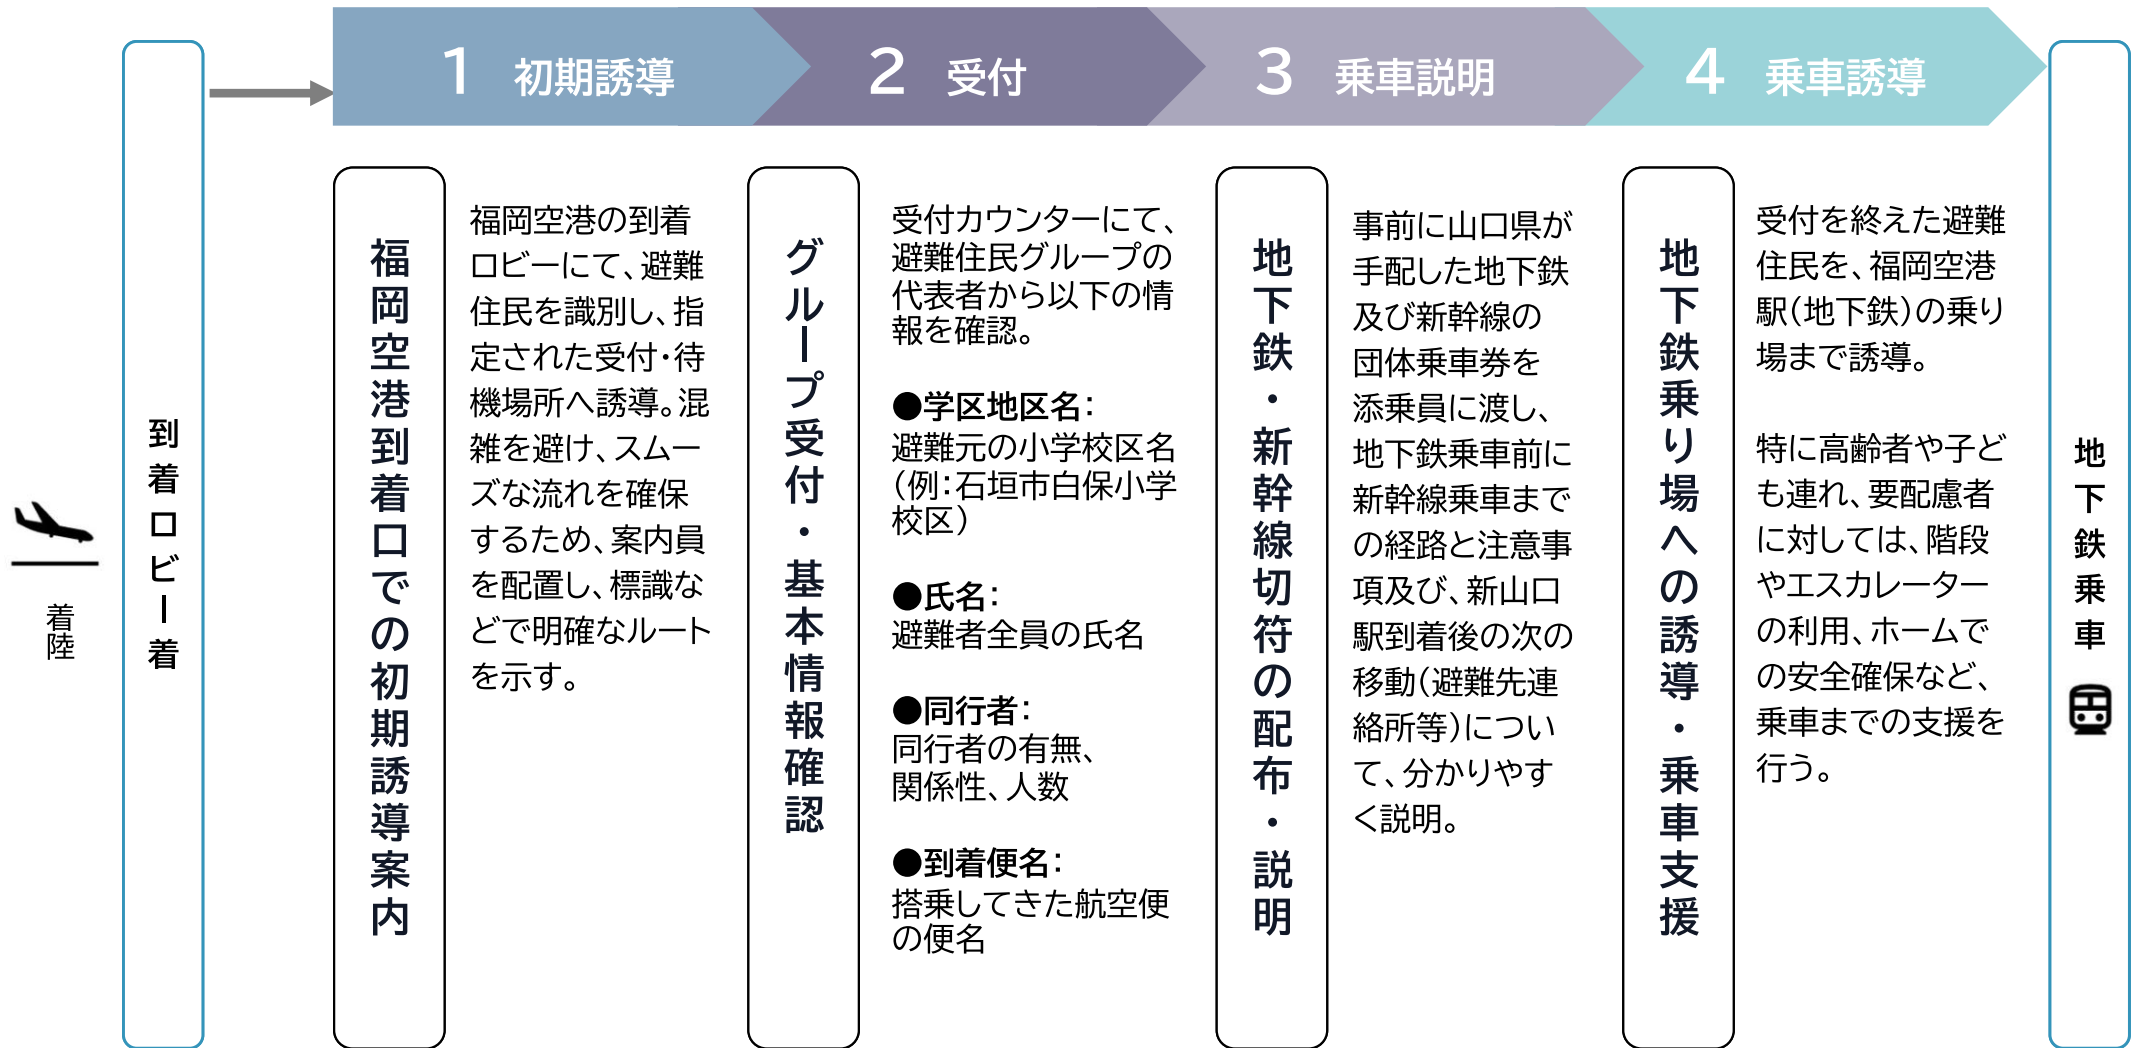 着陸
到着ロビー着
1 初期誘導
福岡空港到着口での初期誘導案内
福岡空港の到着
ロビーにて、避難
住民を識別し、指
定された受付・待
機場所へ誘導。混
雑を避け、スムー
ズな流れを確保
するため、案内員
を配置し、標識な
どで明確なルート
を示す。
2 受付
グループ受付・基本情報確認
受付カウンターにて、
避難住民グループの
代表者から以下の情
報を確認。
●学区地区名：
避難元の小学校区名
（例：石垣市白保小学
校区）
●氏名：
避難者全員の氏名
●同行者：
同行者の有無、
関係性、人数
●到着便名：
搭乗してきた航空便
の便名
3 乗車説明
地下鉄・新幹線切符の配布・説明
事前に山口県が
手配した地下鉄
及び新幹線の
団体乗車券を
添乗員に渡し、
地下鉄乗車前に
新幹線乗車まで
の経路と注意事
項及び、新山口
駅到着後の次の
移動（避難先連
絡所等）につい
て、分かりやす
く説明。
4 乗車誘導
地下鉄乗り場への誘導・乗車支援
受付を終えた避難
住民を、福岡空港
駅（地下鉄）の乗り
場まで誘導。
特に高齢者や子ど
も連れ、要配慮者
に対しては、階段
やエスカレーター
の利用、ホームで
の安全確保など、
乗車までの支援を
行う。
地下鉄乗車